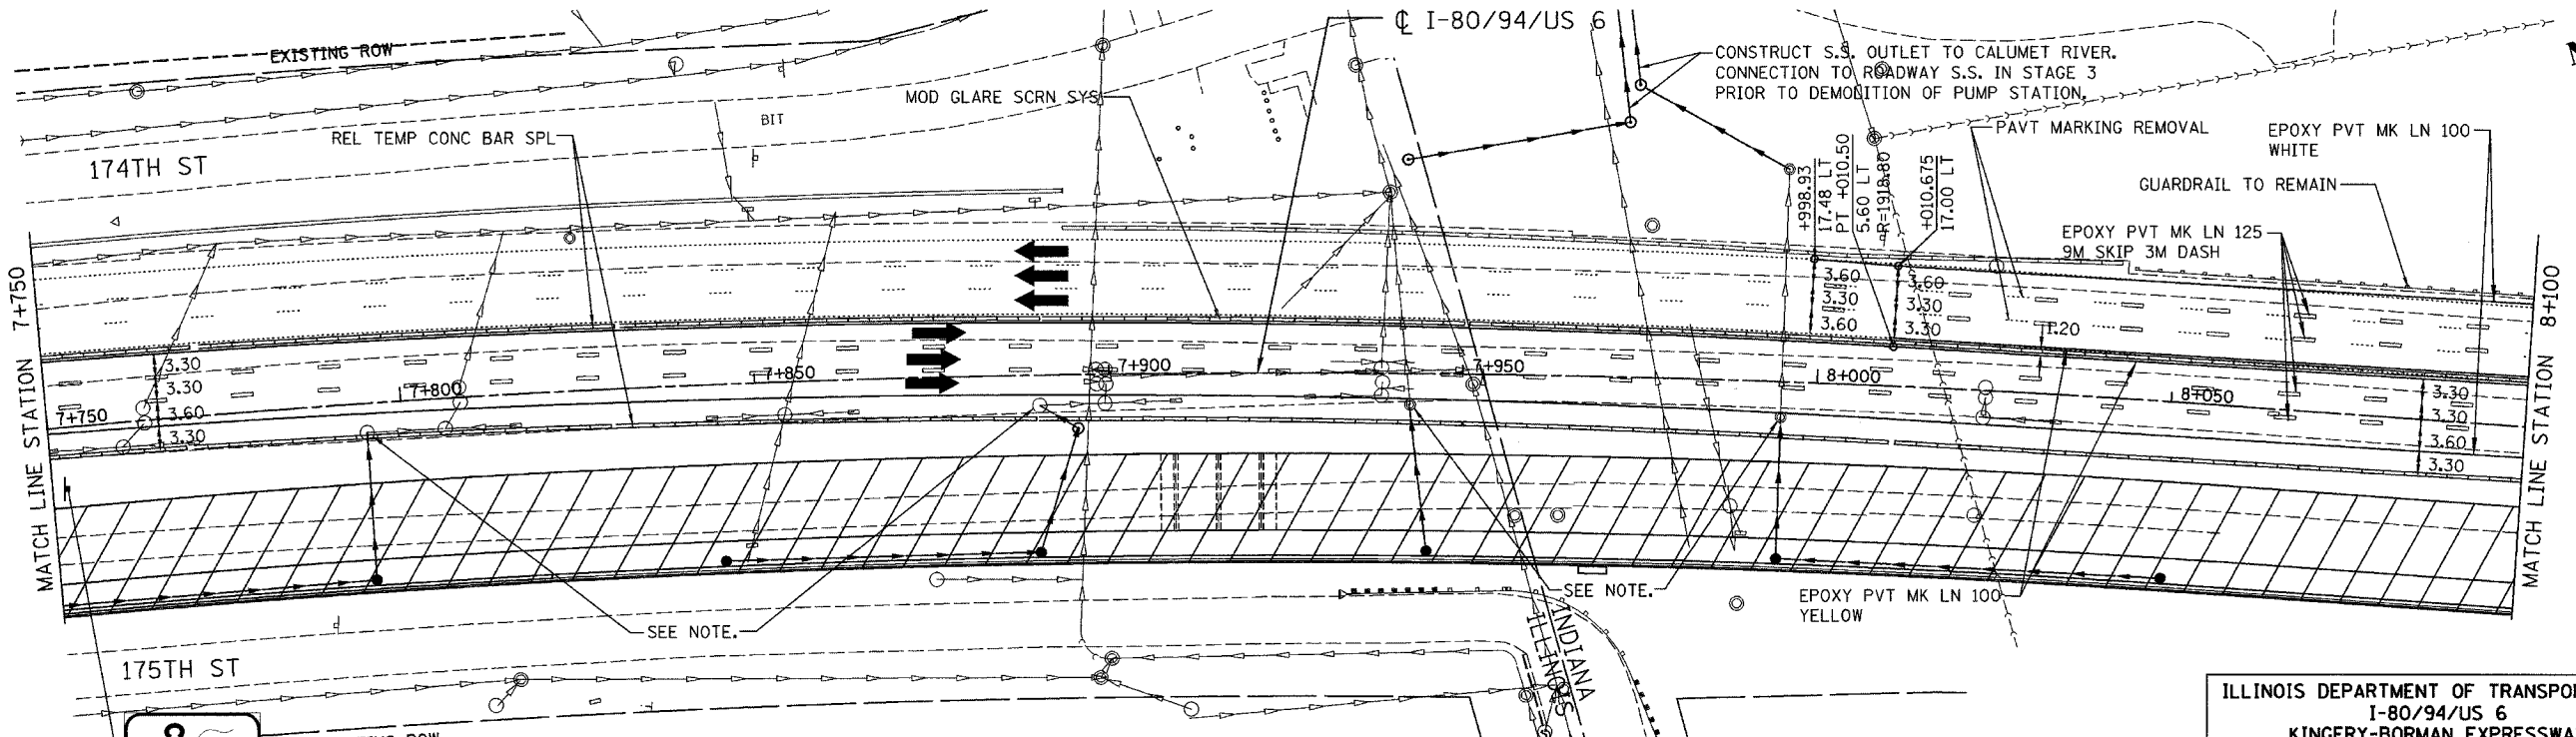 ℄ I-80/94/US 6
EXISTING ROW
CONSTRUCT S.S. OUTLET TO CALUMET RIVER.
CONNECTION TO ROADWAY S.S. IN STAGE 3
PRIOR TO DEMOLITION OF PUMP STATION.
MOD GLARE SCRN SYS
BIT
REL TEMP CONC BAR SPL
174TH ST
PAVT MARKING REMOVAL
EPOXY PVT MK LN 100
WHITE
GUARDRAIL TO REMAIN
EPOXY PVT MK LN 125
9M SKIP 3M DASH
+998.93
17.48 LT
PT +010.50
5.60 LT
R=1918.80
+010.675
17.00 LT
3.60
3.30
3.60
3.60
3.30
3.30
1.20
MATCH LINE STATION 7+750
3.30
3.30
3.60
3.30
7+750
7+800
7+850
7+900
7+950
8+000
8+050
3.30
3.30
3.60
3.30
MATCH LINE STATION 8+100
SEE NOTE.
SEE NOTE.
EPOXY PVT MK LN 100
YELLOW
INDIANA
ILLINOIS
175TH ST
ROW
ILLINOIS DEPARTMENT OF
I-80/94/US 6
KINGERY-BORMAN